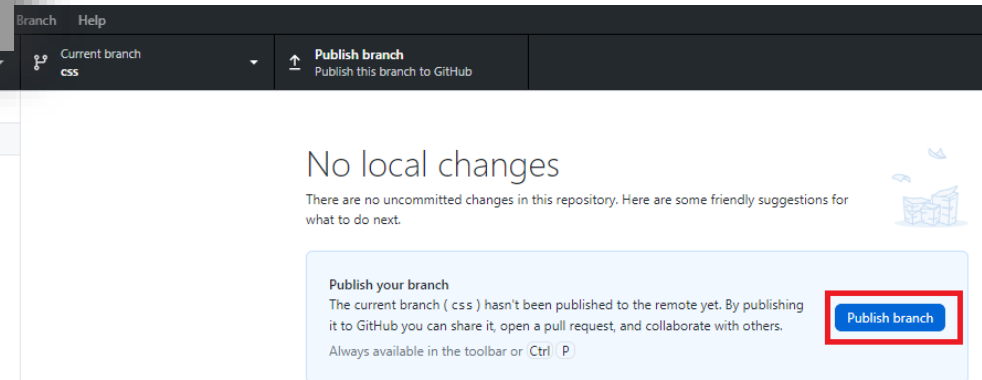 Branch Help
Current branch
css
Publish branch
Publish this branch to GitHub
No local changes
There are no uncommitted changes in this repository. Here are some friendly suggestions for
what to do next.
Publish your branch
The current branch ( css ) hasn't been published to the remote yet. By publishing
it to GitHub you can share it, open a pull request, and collaborate with others.
Always available in the toolbar or Ctrl P
Publish branch